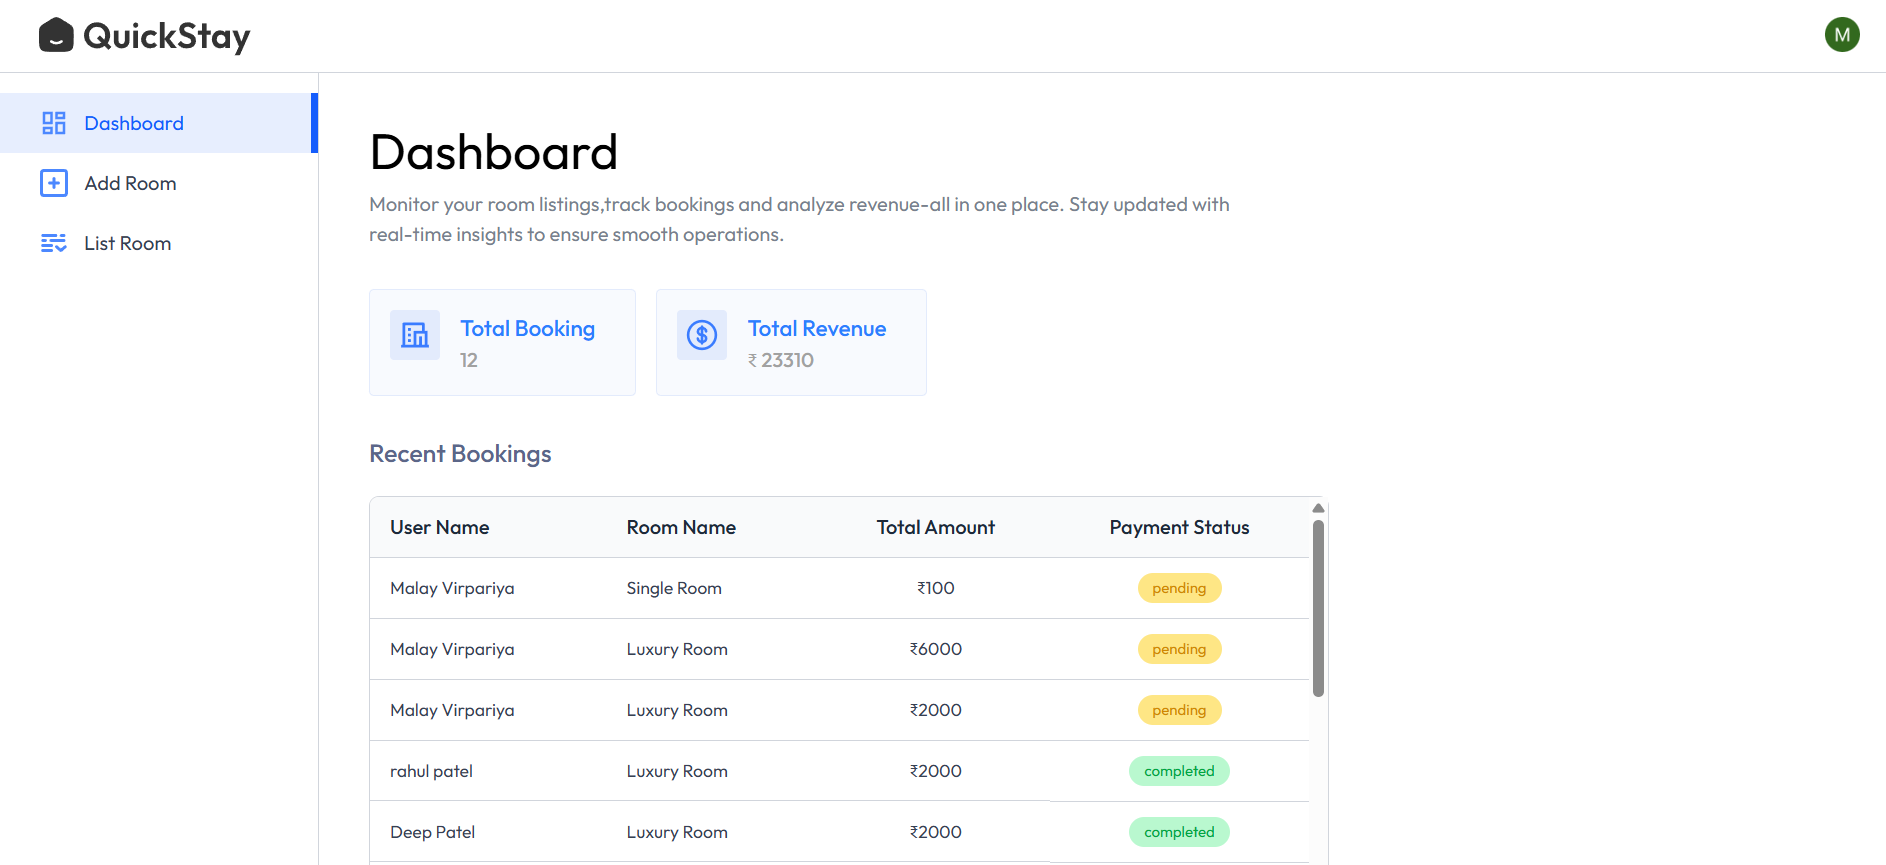 QuickStay
M
Dashboard
Add Room
List Room
Dashboard
Monitor your room listings,track bookings and analyze revenue-all in one place. Stay updated with
real-time insights to ensure smooth operations.
Total Booking
12
Total Revenue
₹ 23310
Recent Bookings
User Name Room Name Total Amount Payment Status
Malay Virpariya Single Room ₹100 pending
Malay Virpariya Luxury Room ₹6000 pending
Malay Virpariya Luxury Room ₹2000 pending
rahul patel Luxury Room ₹2000 completed
Deep Patel Luxury Room ₹2000 completed